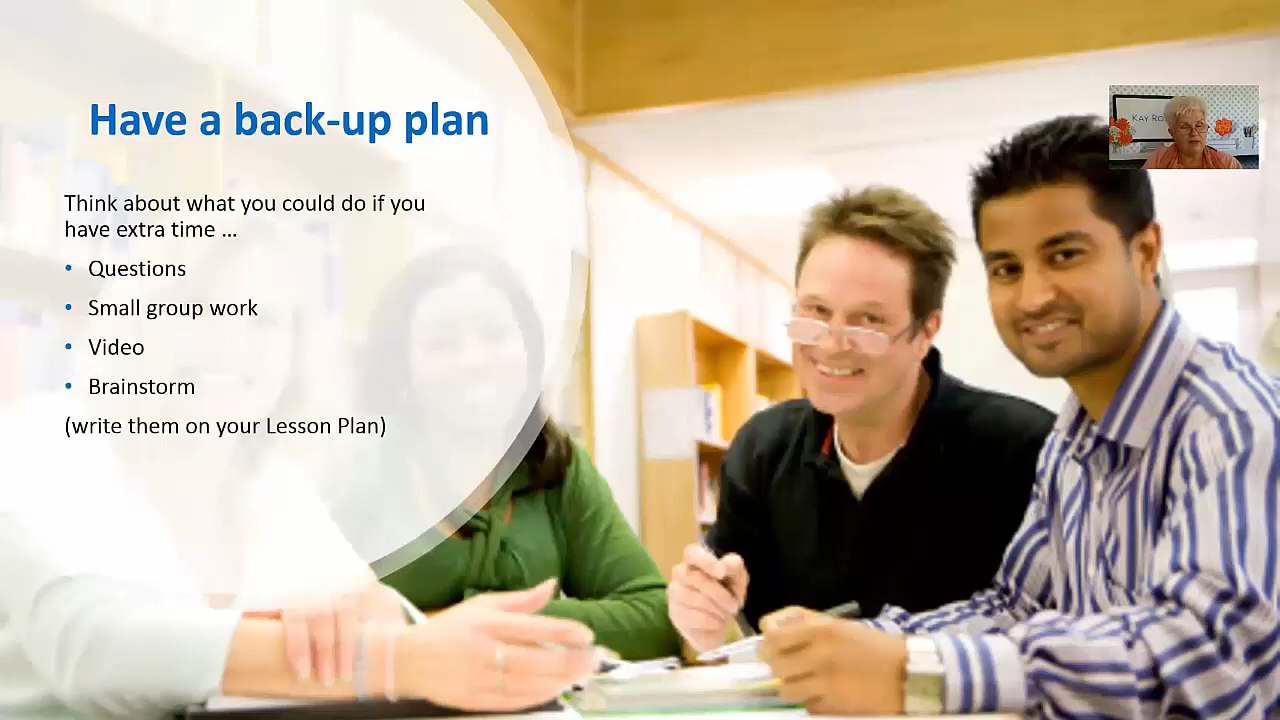 Have a back-up plan
Think about what you could do if you
have extra time ...
• Questions
• Small group work
• Video
• Brainstorm
(write them on your Lesson Plan)
KAY